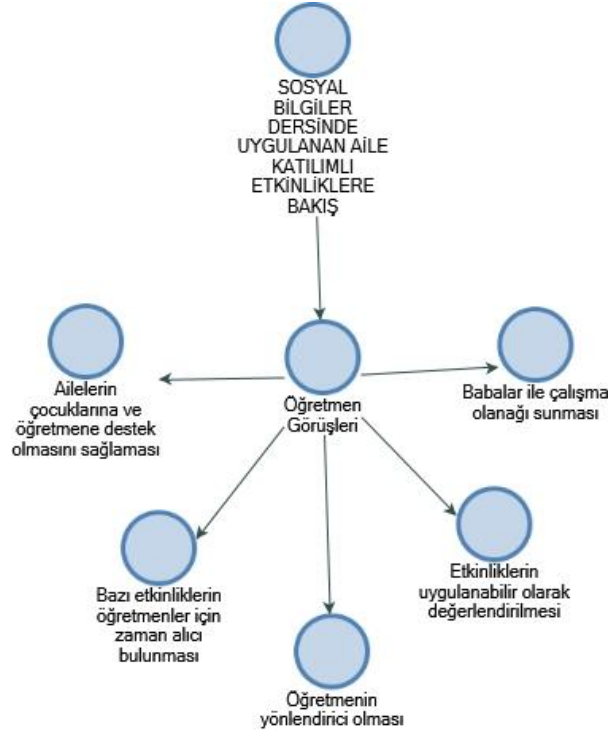 SOSYAL
BİLGİLER
DERSİNDE
UYGULANAN AİLE
KATILIMLI
ETKİNLİKLERE
BAKIŞ
Öğretmen
Görüşleri
Ailelerin
çocuklarına ve
öğretmene destek
olmasını sağlaması
Babalar ile çalışma
olanağı sunması
Bazı etkinliklerin
öğretmenler için
zaman alıcı
bulunması
Etkinliklerin
uygulanabilir olarak
değerlendirilmesi
Öğretmenin
yönlendirici olması